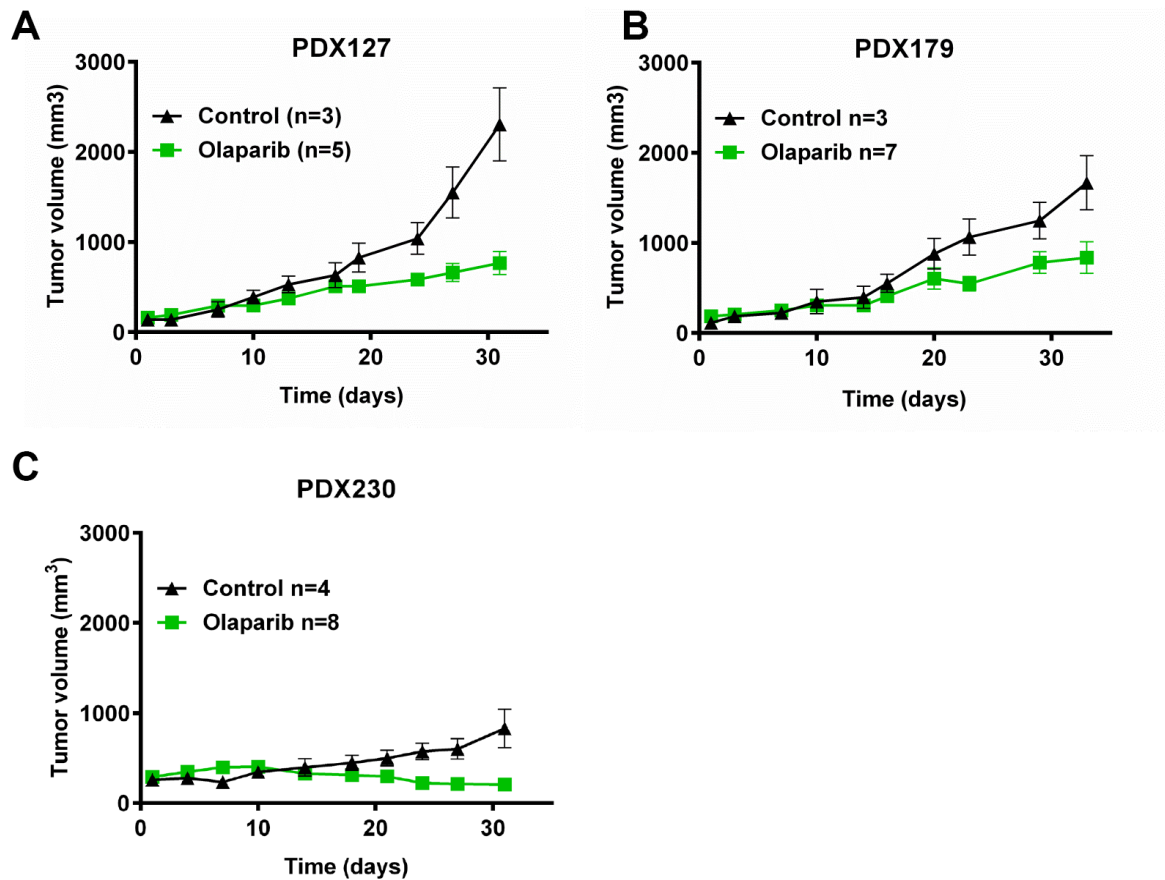 A
PDX127
3000
2000
1000
0
Tumor volume (mm3)
Control (n=3)
Olaparib (n=5)
0 10 20 30
Time (days)
B
PDX179
3000
2000
1000
0
Tumor volume (mm3)
Control n=3
Olaparib n=7
0 10 20 30
Time (days)
C
PDX230
3000
2000
1000
0
Tumor volume (mm³)
Control n=4
Olaparib n=8
0 10 20 30
Time (days)